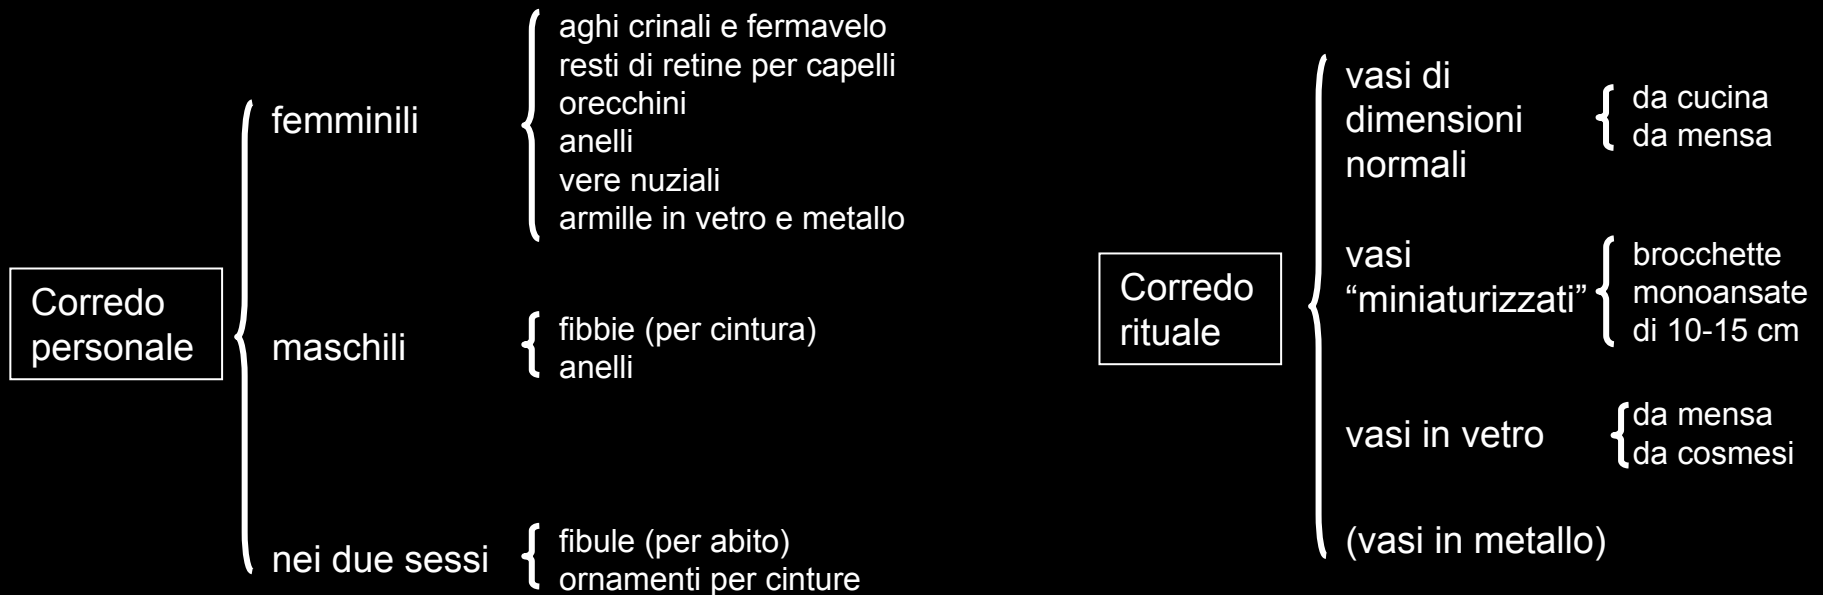 Corredo
personale
femminili
aghi crinali e fermavelo
resti di retine per capelli
orecchini
anelli
vere nuziali
armille in vetro e metallo
maschili
fibbie (per cintura)
anelli
nei due sessi
fibule (per abito)
ornamenti per cinture
Corredo
rituale
vasi di
dimensioni
normali
da cucina
da mensa
vasi
“miniaturizzati”
brocchette
monoansate
di 10-15 cm
vasi in vetro
da mensa
da cosmesi
(vasi in metallo)